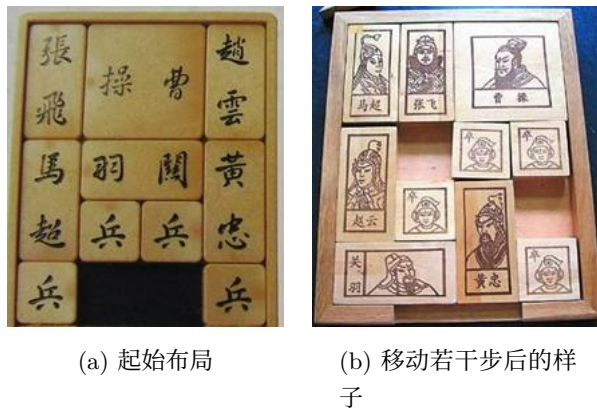 張飛
曹操
趙雲
馬超
關羽
黃忠
兵
兵
兵
兵
马超
张飞
曹操
赵云
卒
卒
卒
关羽
黄忠
卒
(a) 起始布局
(b) 移动若干步后的样
子